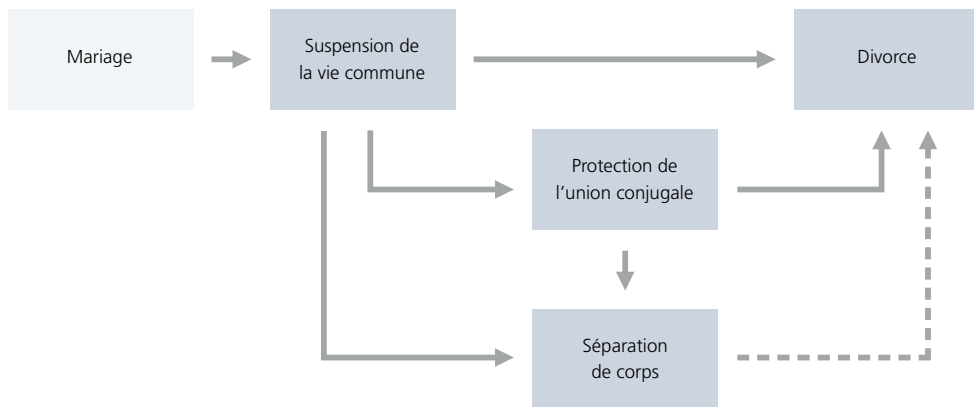 Mariage
Suspension de
la vie commune
Divorce
Protection de
l’union conjugale
Séparation
de corps